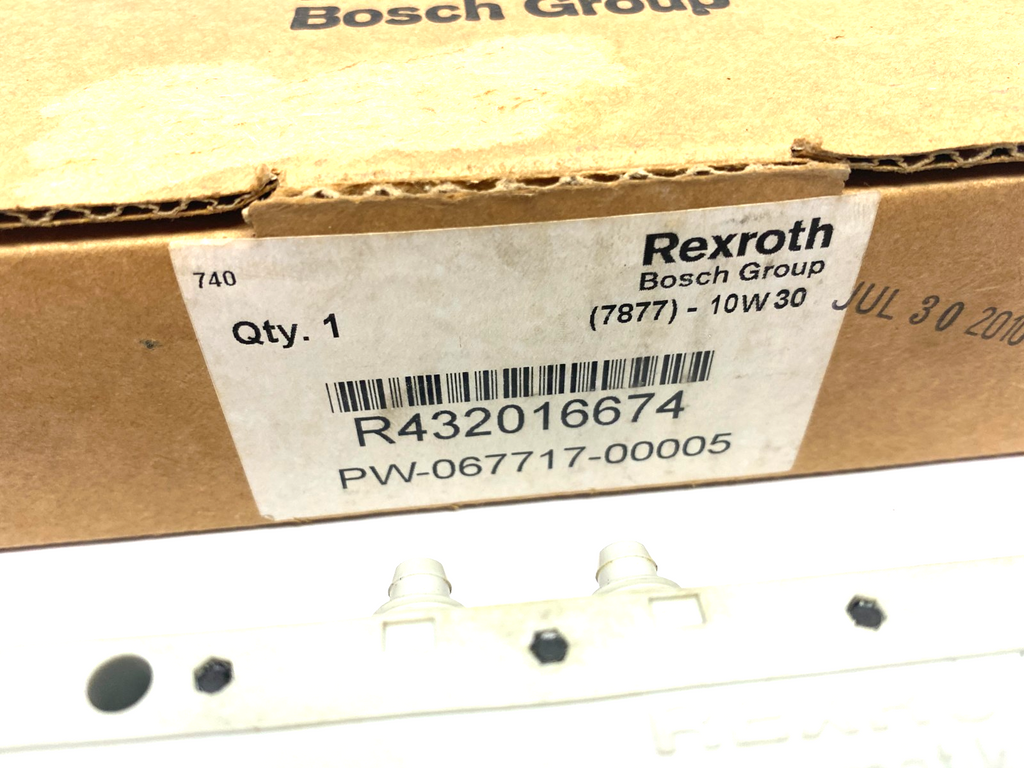 Bosch Group
740
Rexroth
Bosch Group
Qty. 1
(7877) - 10W30
JUL 30 2010
R432016674
PW-067717-00005